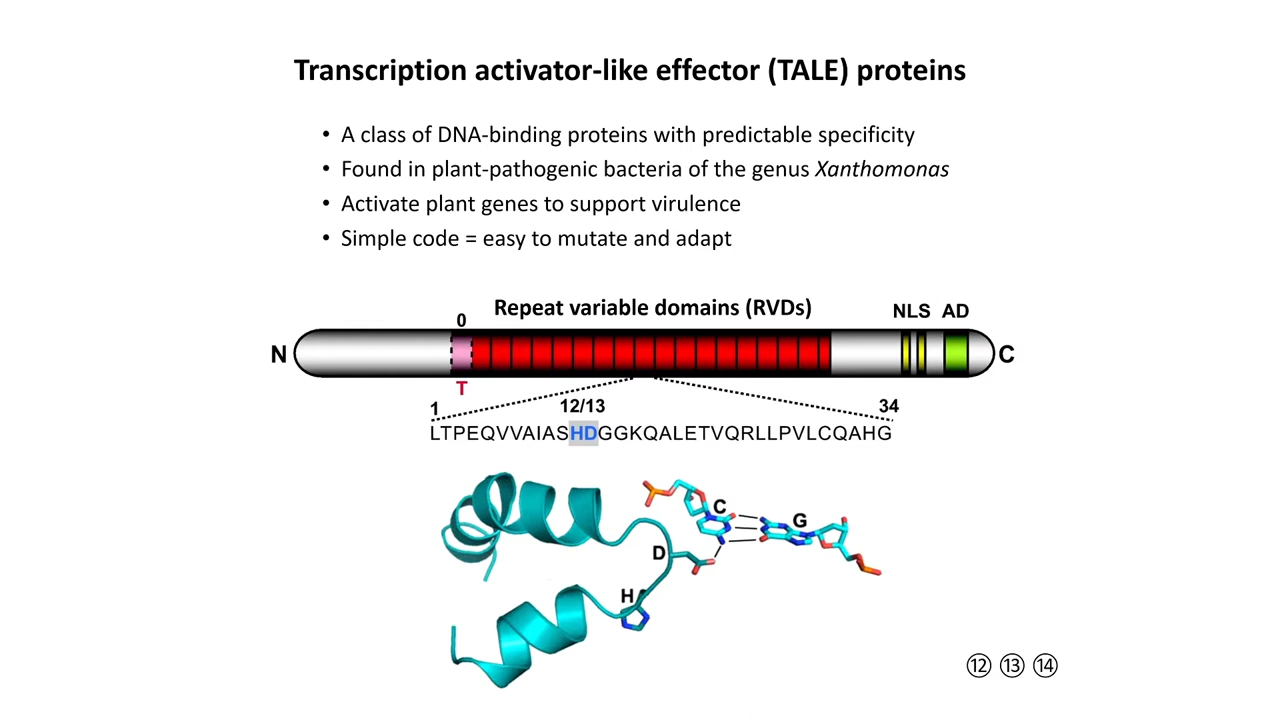 Transcription activator-like effector (TALE) proteins
• A class of DNA-binding proteins with predictable specificity
• Found in plant-pathogenic bacteria of the genus Xanthomonas
• Activate plant genes to support virulence
• Simple code = easy to mutate and adapt
Repeat variable domains (RVDs)
0
NLS AD
N
C
T
1
12/13
34
LTPEQVVAIASHDGGKQALETVQRLLPVLCQAHG
C
G
D
H
⑫ ⑬ ⑭